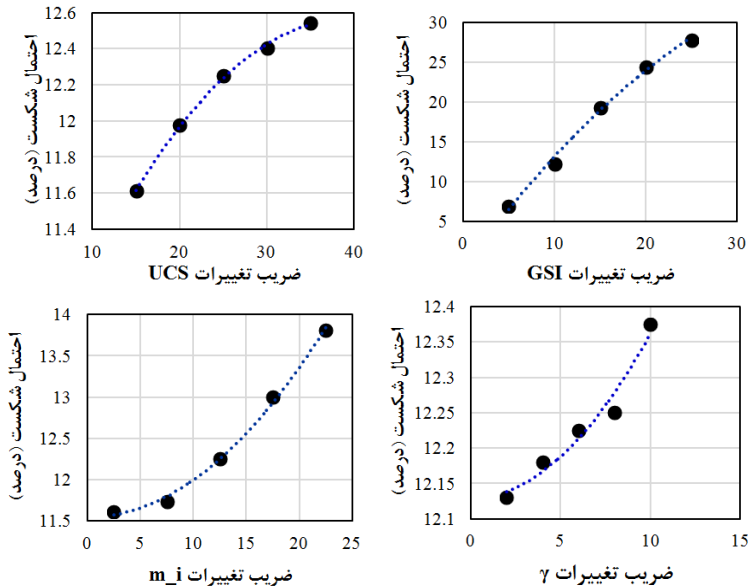 احتمال شکست (درصد)
12.6
12.4
12.2
12
11.8
11.6
11.4
10 20 30 40
ضریب تغییرات UCS
احتمال شکست (درصد)
30
25
20
15
10
5
0 10 20 30
ضریب تغییرات GSI
احتمال شکست (درصد)
14
13.5
13
12.5
12
11.5
0 5 10 15 20 25
ضریب تغییرات m_i
احتمال شکست (درصد)
12.4
12.35
12.3
12.25
12.2
12.15
12.1
0 5 10 15
ضریب تغییرات γ